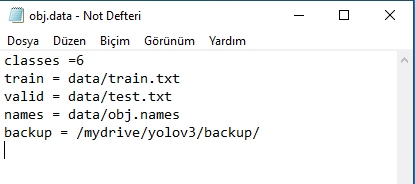 obj.data - Not Defteri
Dosya Düzen Biçim Görünüm Yardım
classes =6
train = data/train.txt
valid = data/test.txt
names = data/obj.names
backup = /mydrive/yolov3/backup/